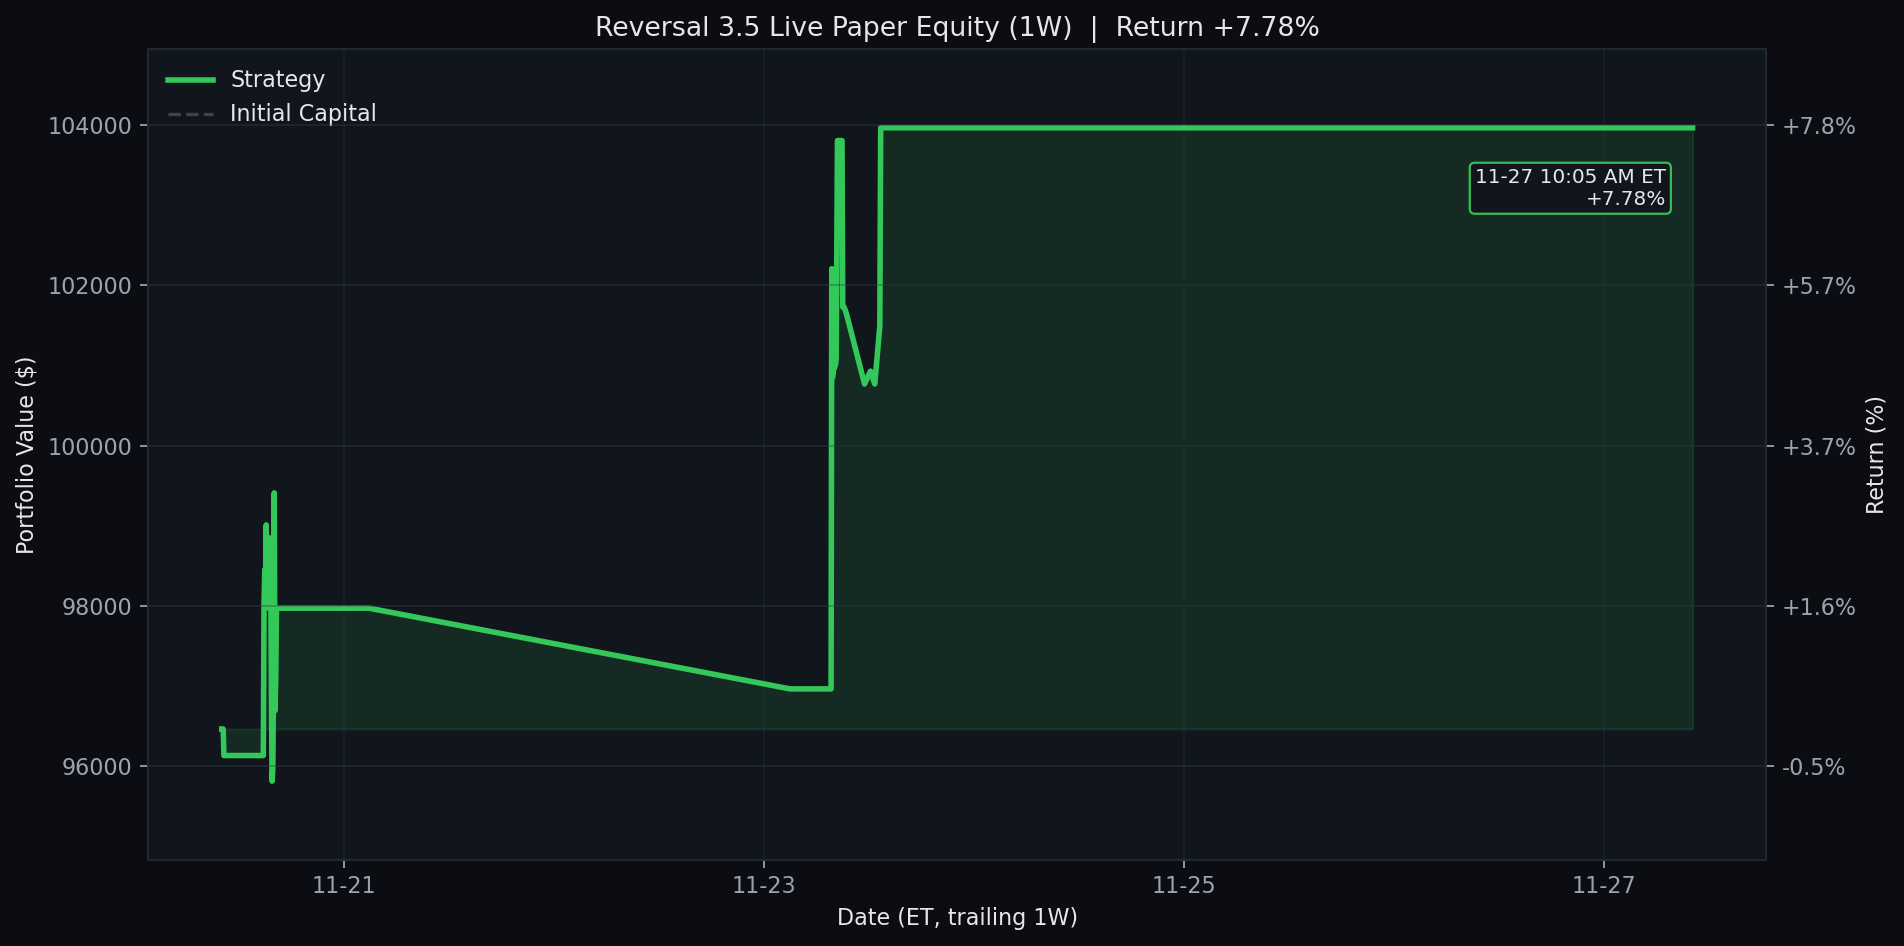 Reversal 3.5 Live Paper Equity (1W)  |  Return +7.78%
Strategy
Initial Capital
104000
102000
100000
98000
96000
Portfolio Value ($)
+7.8%
+5.7%
+3.7%
+1.6%
-0.5%
Return (%)
11-27 10:05 AM ET
+7.78%
11-21
11-23
11-25
11-27
Date (ET, trailing 1W)